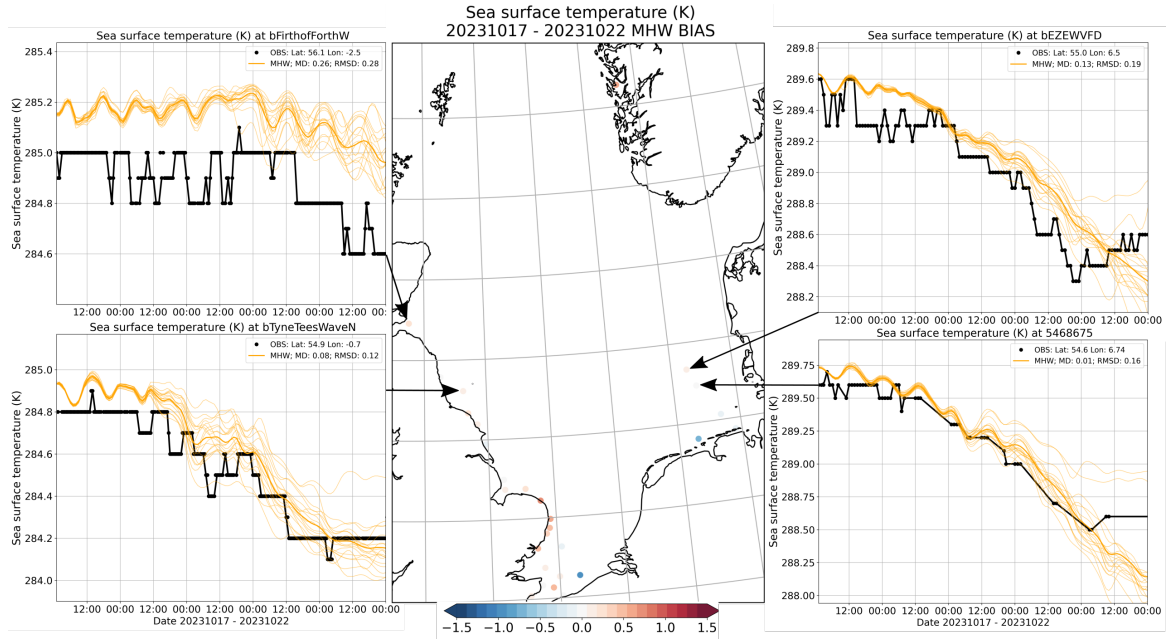 Sea surface temperature (K)
20231017 - 20231022 MHW BIAS
Sea surface temperature (K) at bFirthofForthW
OBS: Lat: 56.1 Lon: -2.5
MHW; MD: 0.26; RMSD: 0.28
Sea surface temperature (K)
285.4
285.2
285.0
284.8
284.6
12:00 00:00 12:00 00:00 12:00 00:00 12:00 00:00 12:00 00:00
Sea surface temperature (K) at bTyneTeesWaveN
OBS: Lat: 54.9 Lon: -0.7
MHW; MD: 0.08; RMSD: 0.12
Sea surface temperature (K)
285.0
284.8
284.6
284.4
284.2
284.0
12:00 00:00 12:00 00:00 12:00 00:00 12:00 00:00 12:00 00:00
Date 20231017 - 20231022
−1.5 −1.0 −0.5 0.0 0.5 1.0 1.5
Sea surface temperature (K) at bEZEWVFD
OBS: Lat: 55.0 Lon: 6.5
MHW; MD: 0.13; RMSD: 0.19
Sea surface temperature (K)
289.8
289.6
289.4
289.2
289.0
288.8
288.6
288.4
288.2
12:00 00:00 12:00 00:00 12:00 00:00 12:00 00:00 12:00 00:00
Sea surface temperature (K) at 5468675
OBS: Lat: 54.6 Lon: 6.74
MHW; MD: 0.01; RMSD: 0.16
Sea surface temperature (K)
289.75
289.50
289.25
289.00
288.75
288.50
288.25
288.00
12:00 00:00 12:00 00:00 12:00 00:00 12:00 00:00 12:00 00:00
Date 20231017 - 20231022